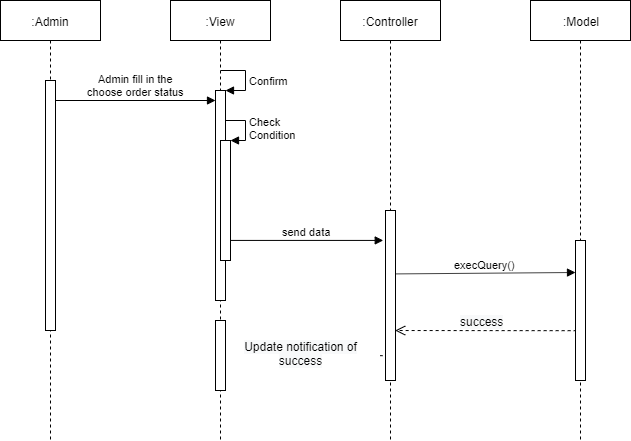 :Admin
:View
:Controller
:Model
Confirm
Admin fill in the
choose order status
Check
Condition
send data
execQuery()
success
Update notification of
success